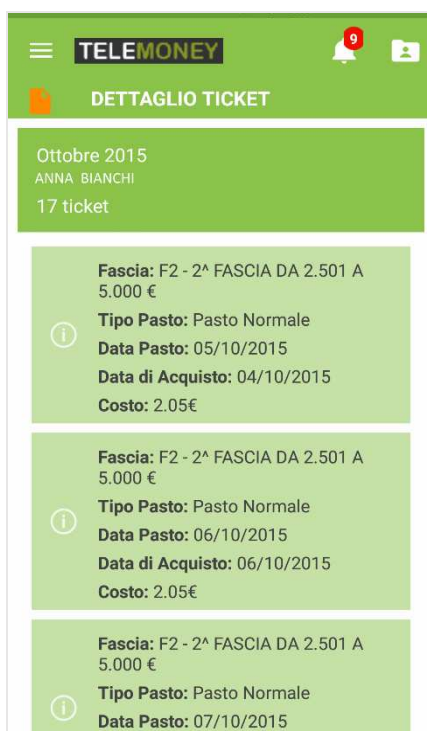 TELEMONEY
9
DETTAGLIO TICKET
Ottobre 2015
ANNA BIANCHI
17 ticket
Fascia: F2 - 2^ FASCIA DA 2.501 A
5.000 €
Tipo Pasto: Pasto Normale
Data Pasto: 05/10/2015
Data di Acquisto: 04/10/2015
Costo: 2.05€
Fascia: F2 - 2^ FASCIA DA 2.501 A
5.000 €
Tipo Pasto: Pasto Normale
Data Pasto: 06/10/2015
Data di Acquisto: 06/10/2015
Costo: 2.05€
Fascia: F2 - 2^ FASCIA DA 2.501 A
5.000 €
Tipo Pasto: Pasto Normale
Data Pasto: 07/10/2015